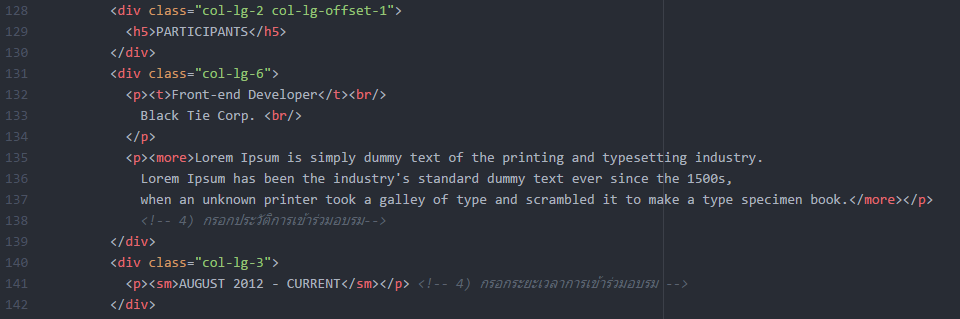 128 <div class="col-lg-2 col-lg-offset-1">
129 <h5>PARTICIPANTS</h5>
130 </div>
131 <div class="col-lg-6">
132 <p><t>Front-end Developer</t><br/>
133 Black Tie Corp. <br/>
134 </p>
135 <p><more>Lorem Ipsum is simply dummy text of the printing and typesetting industry.
136 Lorem Ipsum has been the industry's standard dummy text ever since the 1500s,
137 when an unknown printer took a galley of type and scrambled it to make a type specimen book.</more></p>
138 <!-- 4) กรอกประวัติการเข้าร่วมอบรม-->
139 </div>
140 <div class="col-lg-3">
141 <p><sm>AUGUST 2012 - CURRENT</sm></p> <!-- 4) กรอกระยะเวลาการเข้าร่วมอบรม -->
142 </div>